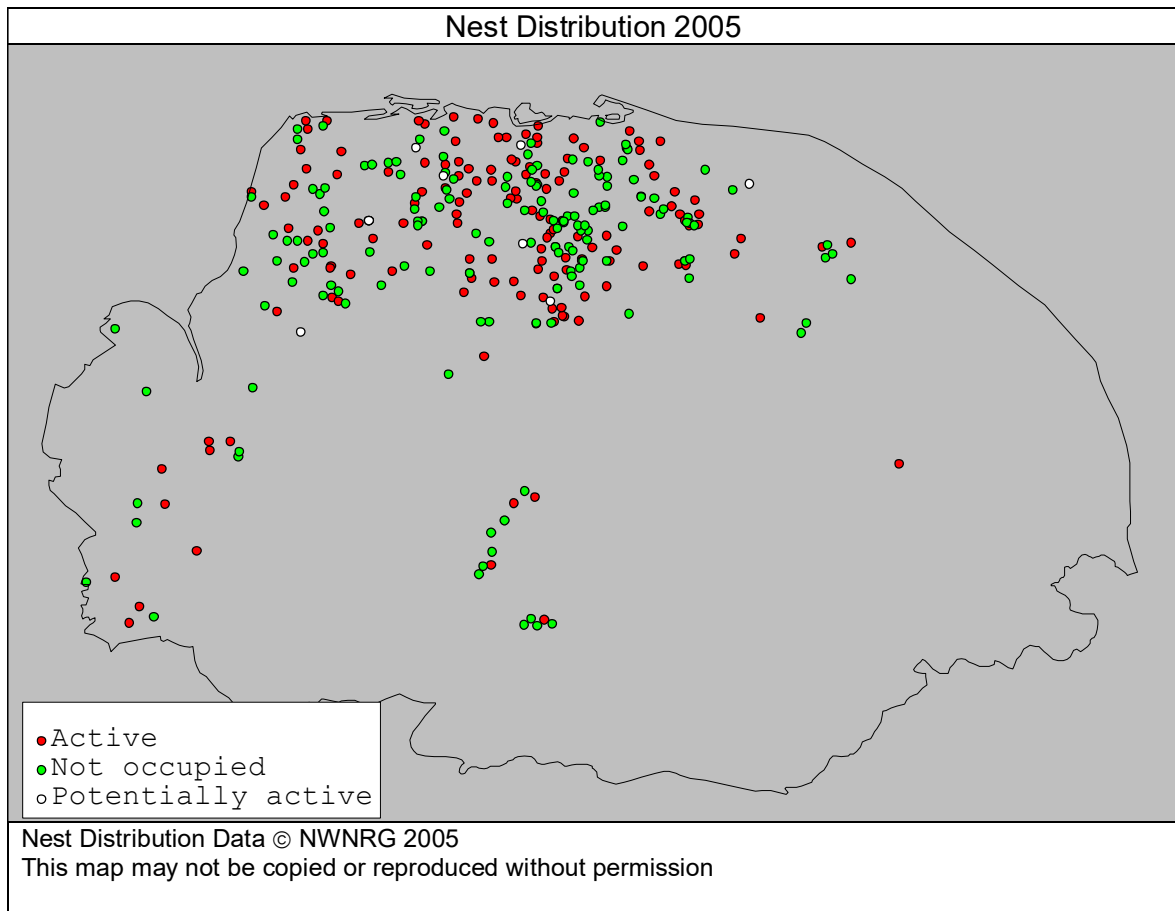 Nest Distribution 2005
Active
Not occupied
Potentially active
Nest Distribution Data © NWNRG 2005
This map may not be copied or reproduced without permission